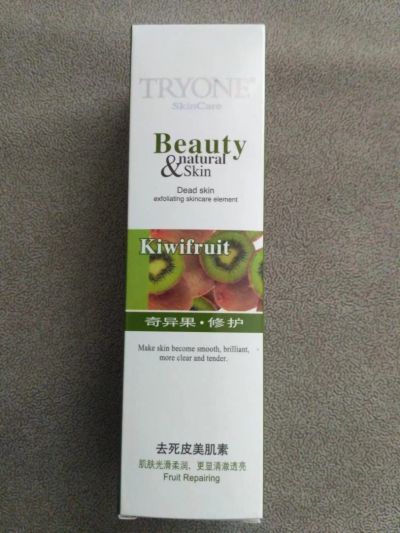 TRYONE®
SkinCare
Beauty
& natural
Skin
Dead skin
exfoliating skincare element
Kiwifruit
奇异果·修护
Make skin become smooth, brilliant,
more clear and tender.
去死皮美肌素
肌肤光滑柔润、更显清澈透亮
Fruit Repairing